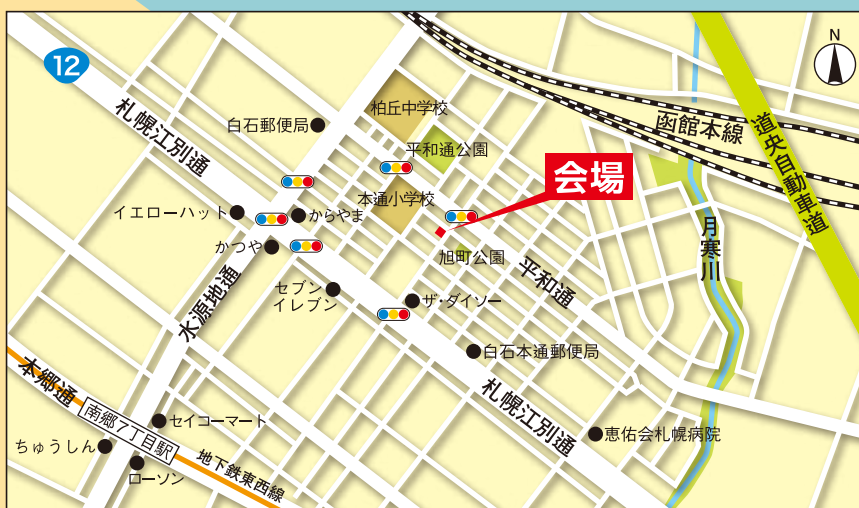 12
N
札幌江別通
白石郵便局
柏丘中学校
平和通公園
函館本線
道央自動車道
会場
本通小学校
イエローハット
からやま
かつや
旭町公園
月寒川
水源地通
セブン
イレブン
ザ・ダイソー
平和通
白石本通郵便局
札幌江別通
本郷通
南郷7丁目駅
セイコーマート
恵佑会札幌病院
ちゅうしん
ローソン
地下鉄東西線